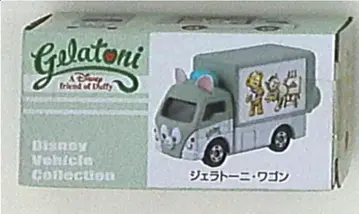 Gelatoni
A Disney
friend of Duffy
Disney
Vehicle
Collection
ジェラトーニ・ワゴン